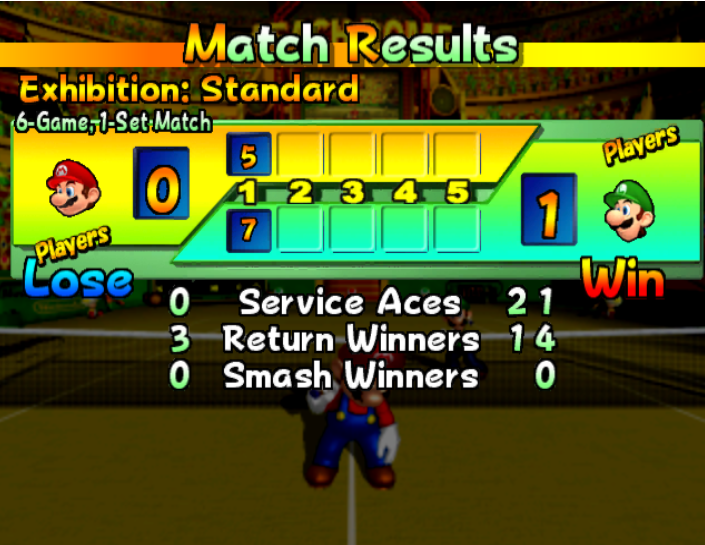 Match Results
Exhibition: Standard
6-Game, 1-Set Match
Players
0
5
1 2 3 4 5
7
1
Players
Lose
Win
0 Service Aces 21
3 Return Winners 14
0 Smash Winners 0